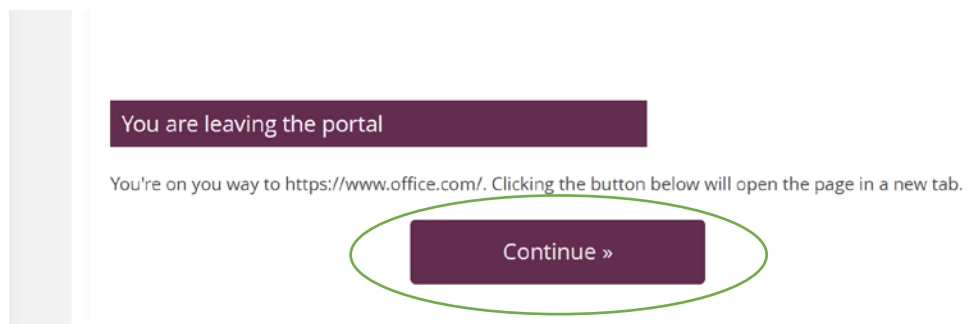 You are leaving the portal
You're on you way to https://www.office.com/. Clicking the button below will open the page in a new tab.
Continue »